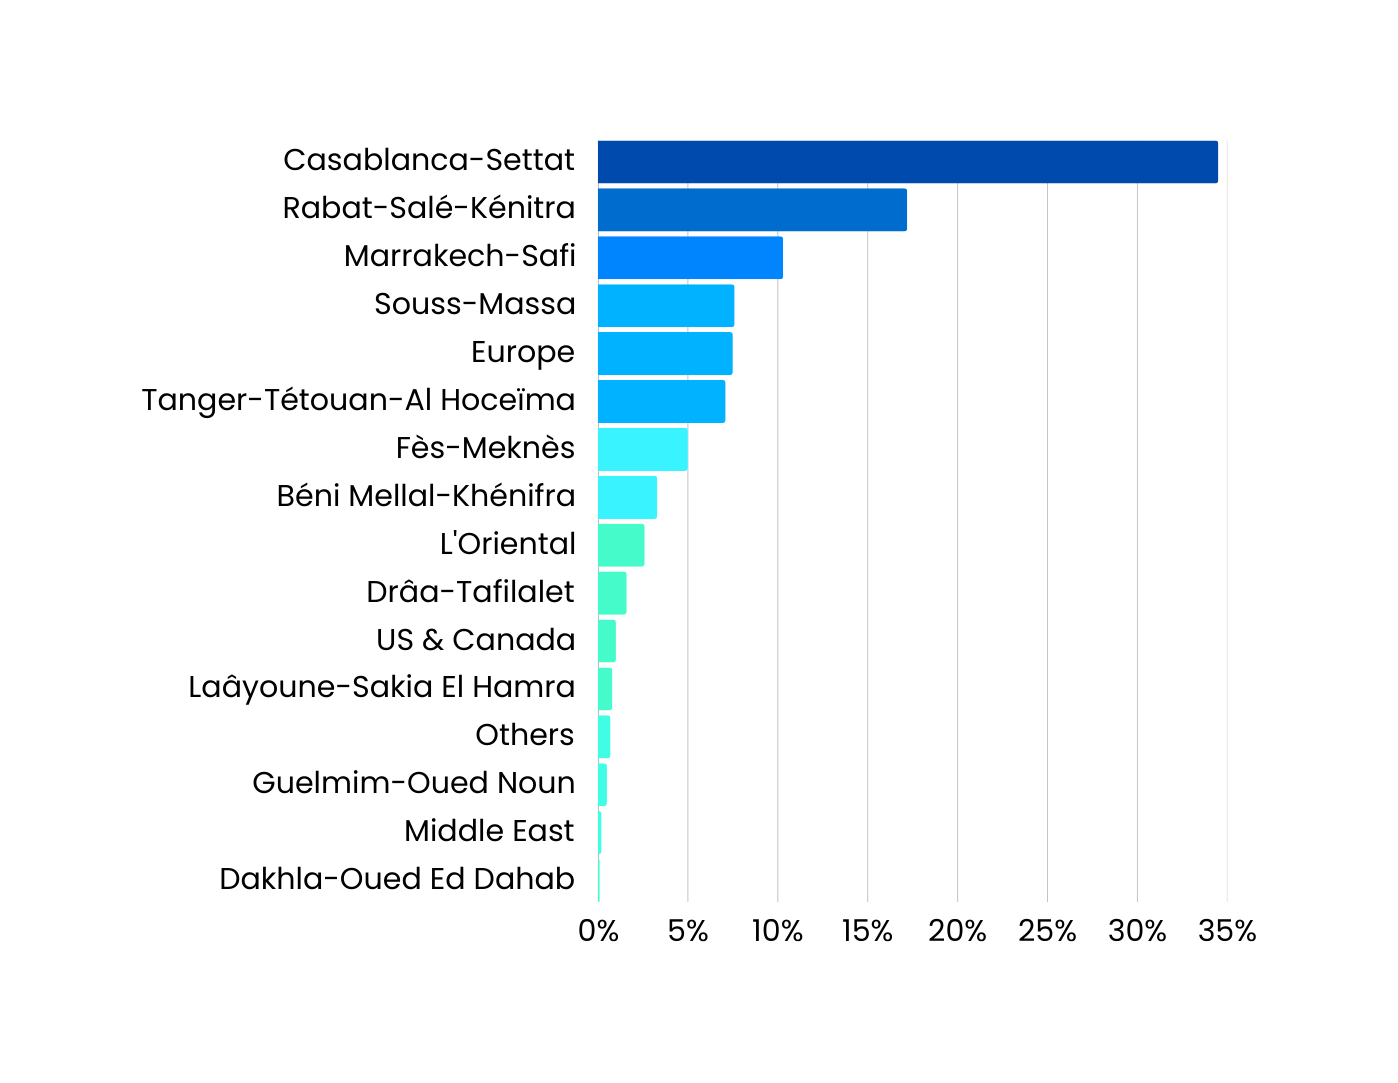 Casablanca-Settat
Rabat-Salé-Kénitra
Marrakech-Safi
Souss-Massa
Europe
Tanger-Tétouan-Al Hoceïma
Fès-Meknès
Béni Mellal-Khénifra
L'Oriental
Drâa-Tafilalet
US & Canada
Laâyoune-Sakia El Hamra
Others
Guelmim-Oued Noun
Middle East
Dakhla-Oued Ed Dahab
0% 5% 10% 15% 20% 25% 30% 35%